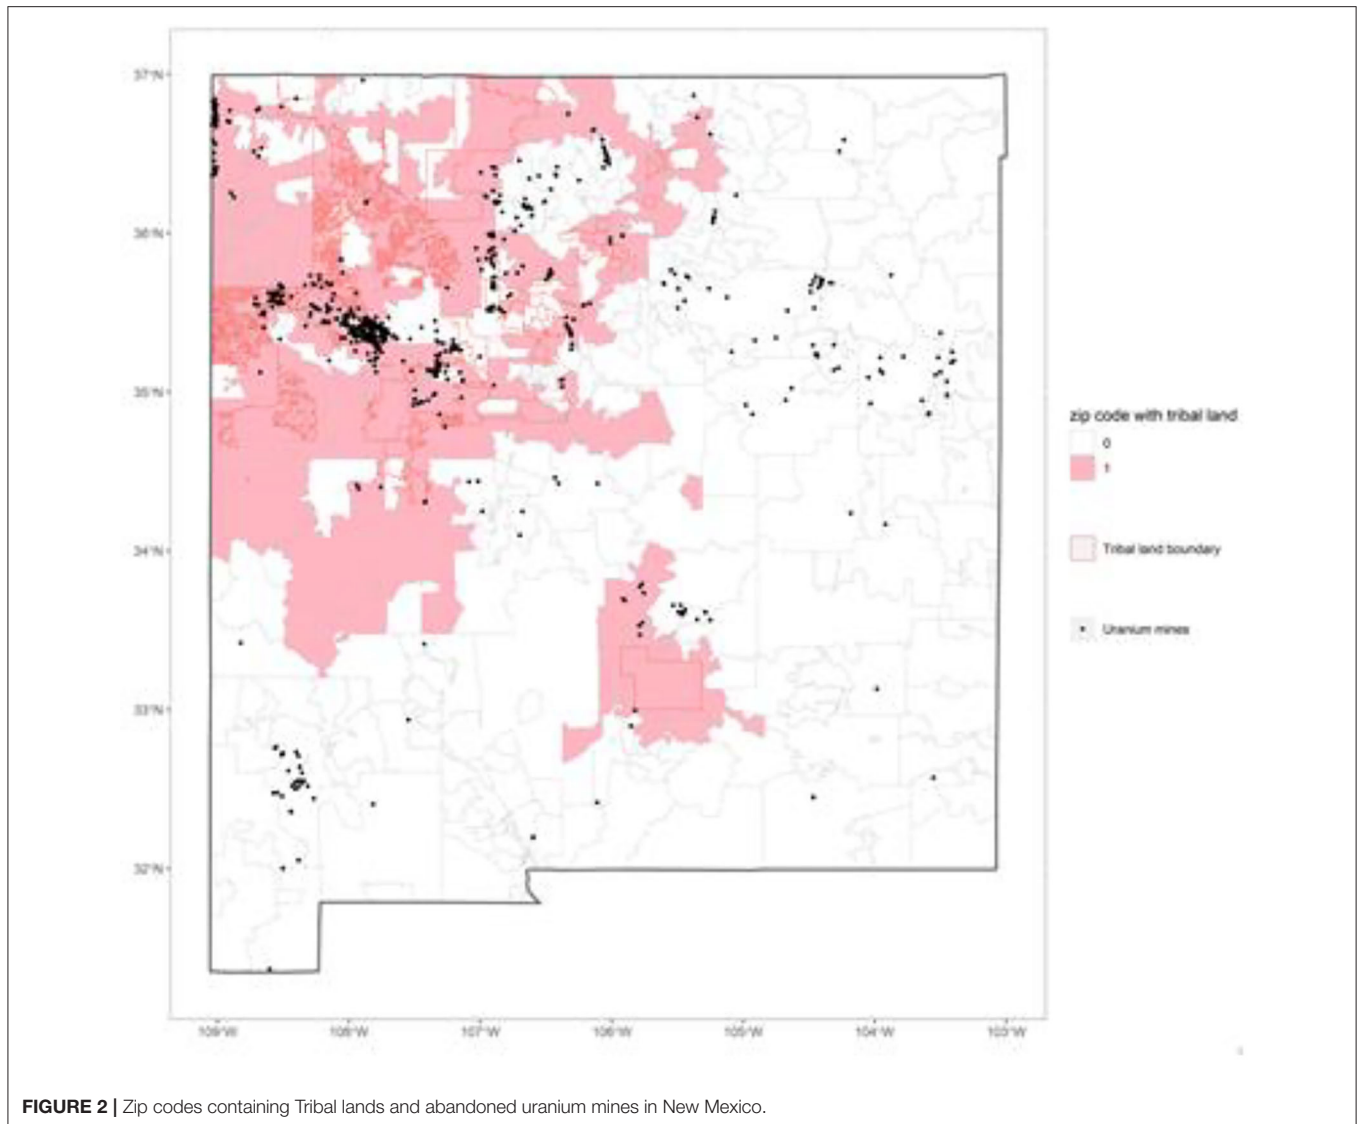 37°N
36°N
35°N
34°N
33°N
32°N
109°W 108°W 107°W 106°W 105°W 104°W 103°W
zip code with tribal land
0
1
Tribal land boundary
Uranium mines
FIGURE 2 | Zip codes containing Tribal lands and abandoned uranium mines in New Mexico.